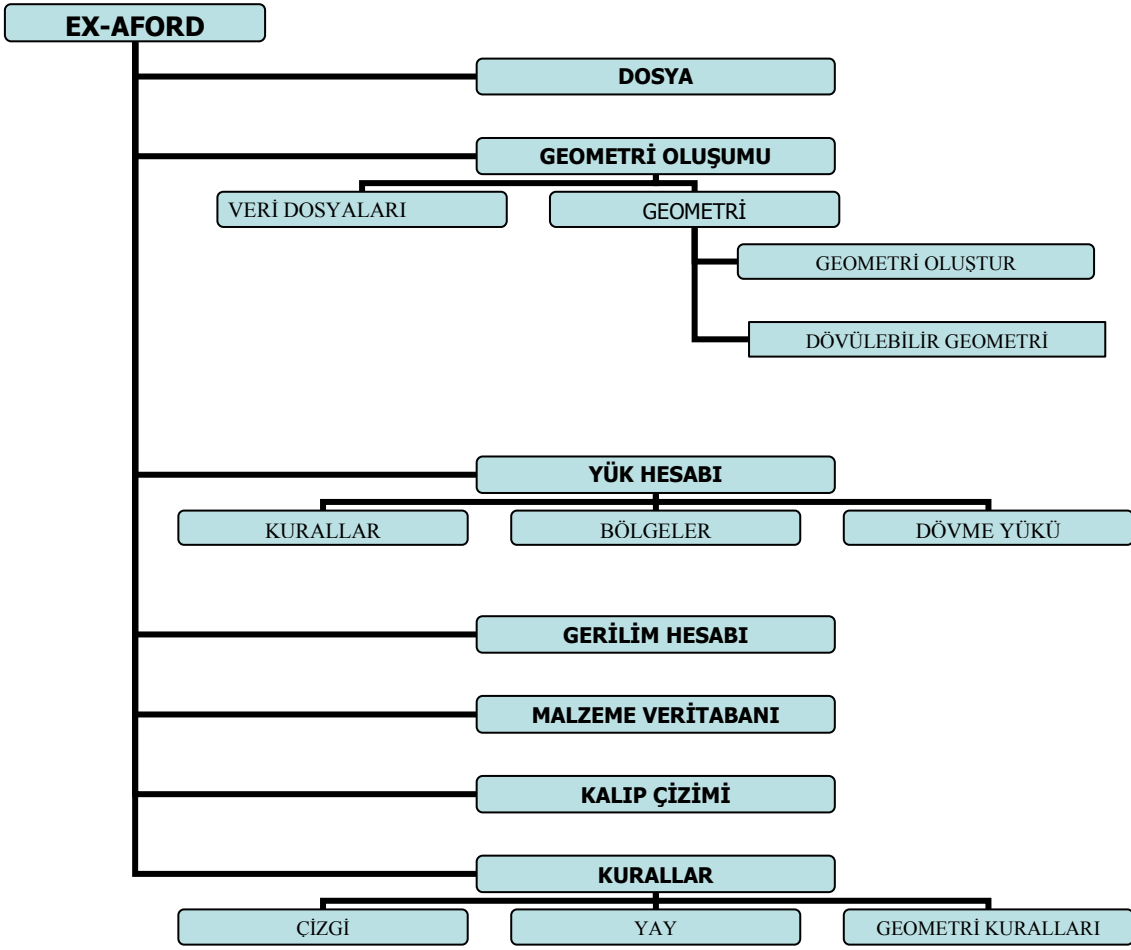 EX-AFORD
DOSYA
GEOMETRİ OLUŞUMU
VERİ DOSYALARI
GEOMETRİ
GEOMETRİ OLUŞTUR
DÖVÜLEBİLİR GEOMETRİ
YÜK HESABI
KURALLAR
BÖLGELER
DÖVME YÜKÜ
GERİLİM HESABI
MALZEME VERİTABANI
KALIP ÇİZİMİ
KURALLAR
ÇİZGİ
YAY
GEOMETRİ KURALLARI